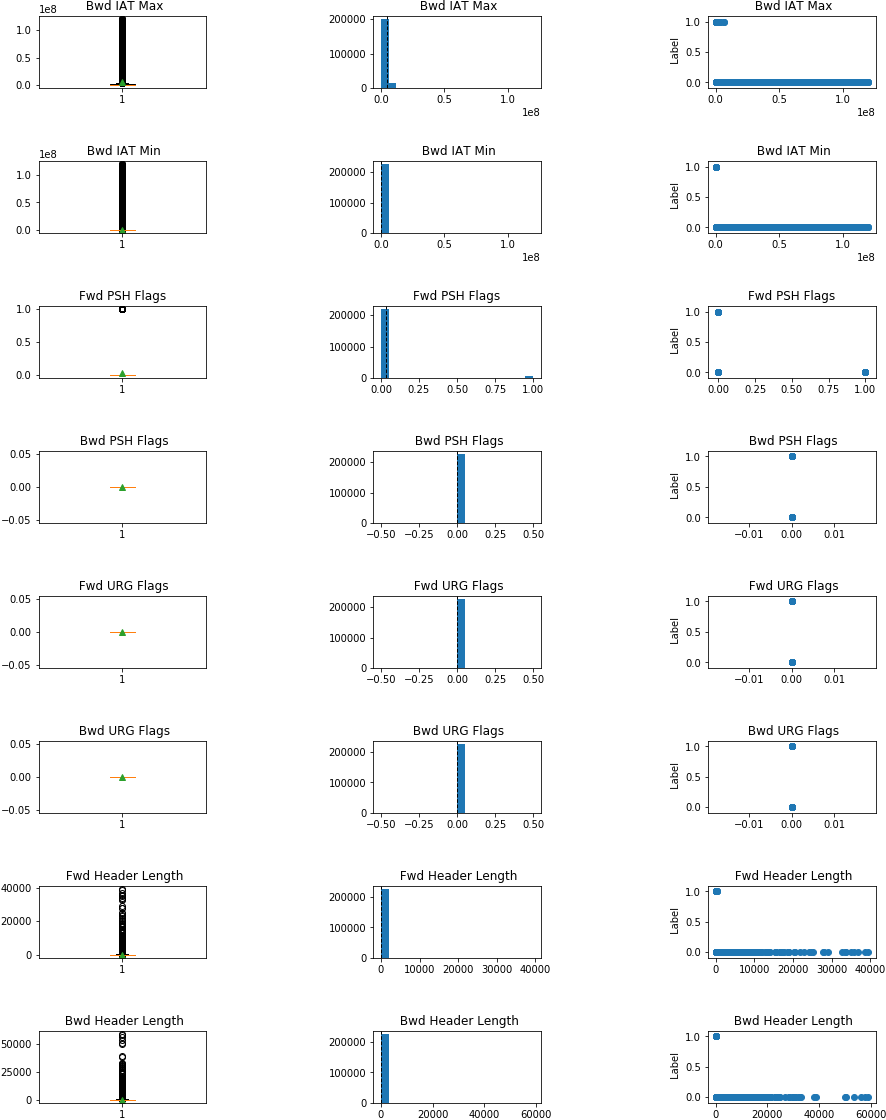 Bwd IAT Max Bwd IAT Max Bwd IAT Max
1e8
1.0 0.5 0.0 1
200000 100000 0 0.0 0.5 1.0 1e8
Label 1.0 0.5 0.0 0.0 0.5 1.0 1e8
Bwd IAT Min Bwd IAT Min Bwd IAT Min
1e8
1.0 0.5 0.0 1
200000 100000 0 0.0 0.5 1.0 1e8
Label 1.0 0.5 0.0 0.0 0.5 1.0 1e8
Fwd PSH Flags Fwd PSH Flags Fwd PSH Flags
1.0 0.5 0.0 1
200000 100000 0 0.00 0.25 0.50 0.75 1.00
Label 1.0 0.5 0.0 0.00 0.25 0.50 0.75 1.00
Bwd PSH Flags Bwd PSH Flags Bwd PSH Flags
0.05 0.00 −0.05 1
200000 100000 0 −0.50 −0.25 0.00 0.25 0.50
Label 1.0 0.5 0.0 −0.01 0.00 0.01
Fwd URG Flags Fwd URG Flags Fwd URG Flags
0.05 0.00 −0.05 1
200000 100000 0 −0.50 −0.25 0.00 0.25 0.50
Label 1.0 0.5 0.0 −0.01 0.00 0.01
Bwd URG Flags Bwd URG Flags Bwd URG Flags
0.05 0.00 −0.05 1
200000 100000 0 −0.50 −0.25 0.00 0.25 0.50
Label 1.0 0.5 0.0 −0.01 0.00 0.01
Fwd Header Length Fwd Header Length Fwd Header Length
40000 20000 0 1
200000 100000 0 0 10000 20000 30000 40000
Label 1.0 0.5 0.0 0 10000 20000 30000 40000
Bwd Header Length Bwd Header Length Bwd Header Length
50000 25000 0 1
200000 100000 0 0 20000 40000 60000
Label 1.0 0.5 0.0 0 20000 40000 60000